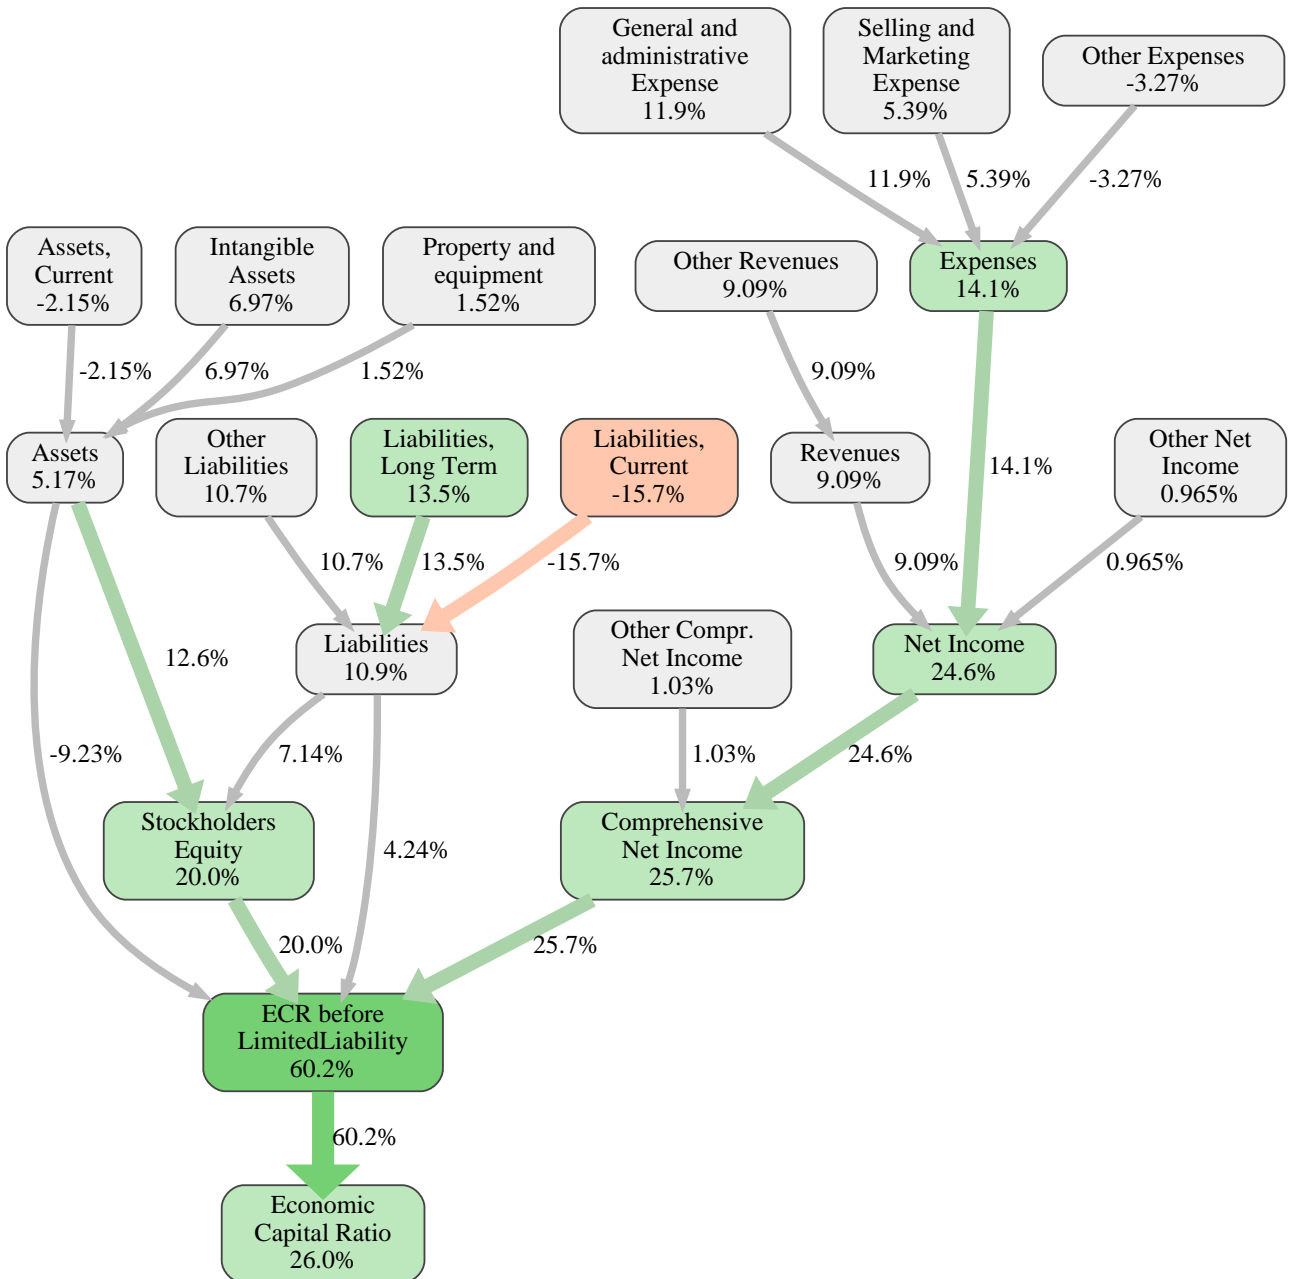 General and
administrative
Expense
11.9%
Selling and
Marketing
Expense
5.39%
Other Expenses
-3.27%
11.9%
5.39%
-3.27%
Assets,
Current
-2.15%
Intangible
Assets
6.97%
Property and
equipment
1.52%
Other Revenues
9.09%
Expenses
14.1%
-2.15%
6.97%
1.52%
9.09%
Assets
5.17%
Other
Liabilities
10.7%
Liabilities,
Long Term
13.5%
Liabilities,
Current
-15.7%
Revenues
9.09%
14.1%
Other Net
Income
0.965%
10.7%
13.5%
-15.7%
9.09%
0.965%
12.6%
Liabilities
10.9%
Other Compr.
Net Income
1.03%
Net Income
24.6%
-9.23%
7.14%
1.03%
24.6%
Stockholders
Equity
20.0%
4.24%
Comprehensive
Net Income
25.7%
20.0%
25.7%
ECR before
LimitedLiability
60.2%
60.2%
Economic
Capital Ratio
26.0%